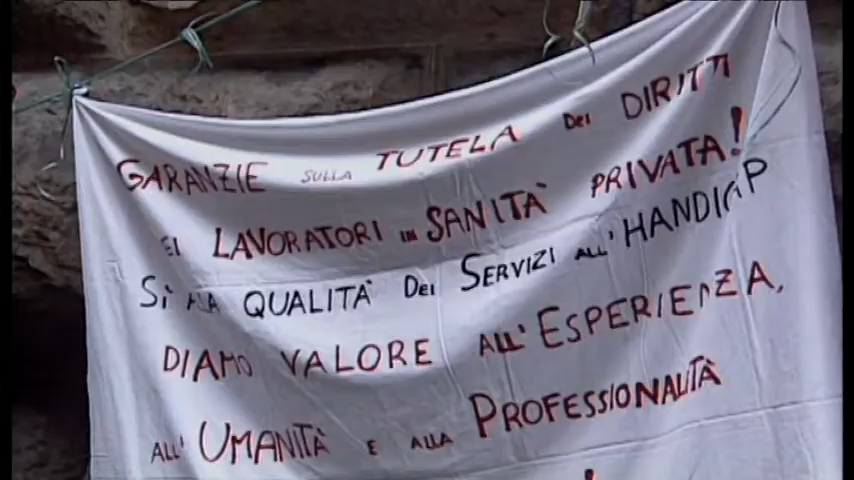 GARANZIE SULLA TUTELA DEI DIRITTI
EI LAVORATORI IN SANITÀ PRIVATA!
SÌ ALLA QUALITÀ DEI SERVIZI ALL'HANDICAP
DIAMO VALORE ALL'ESPERIENZA,
ALL'UMANITÀ E ALLA PROFESSIONALITÀ